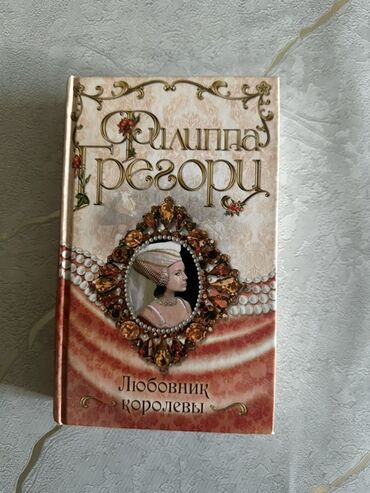 Филиппа
Грегори
Любовник
королевы